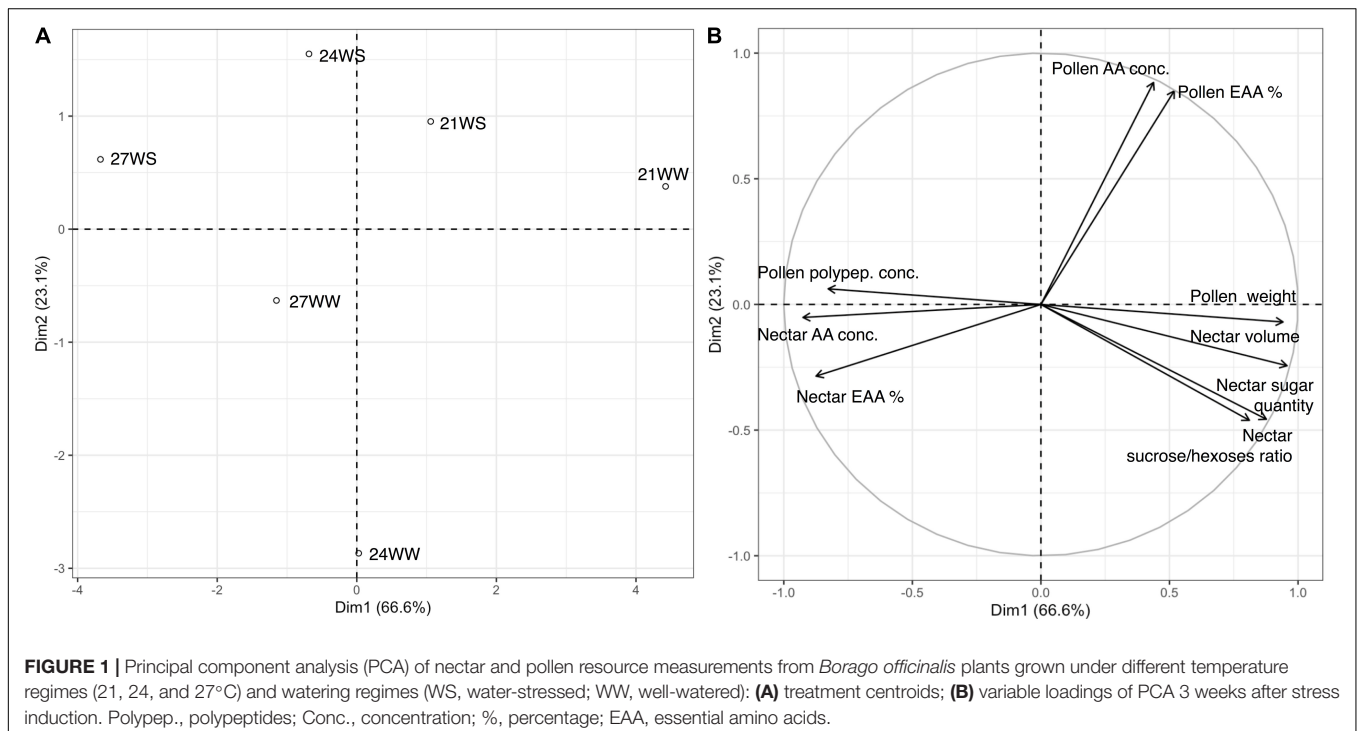 A
24WS
21WS
27WS
21WW
27WW
24WW
1
0
-1
-2
-3
-4
-2
0
2
4
Dim2 (23.1%)
Dim1 (66.6%)
B
Pollen AA conc.
Pollen EAA %
Pollen polypep. conc.
Nectar AA conc.
Nectar EAA %
Pollen weight
Nectar volume
Nectar sugar
quantity
Nectar
sucrose/hexoses ratio
1.0
0.5
0.0
-0.5
-1.0
-1.0
-0.5
0.0
0.5
1.0
Dim2 (23.1%)
Dim1 (66.6%)
FIGURE 1 | Principal component analysis (PCA) of nectar and pollen resource measurements from Borago officinalis plants grown under different temperature
regimes (21, 24, and 27°C) and watering regimes (WS, water-stressed; WW, well-watered): (A) treatment centroids; (B) variable loadings of PCA 3 weeks after stress
induction. Polypep., polypeptides; Conc., concentration; %, percentage; EAA, essential amino acids.